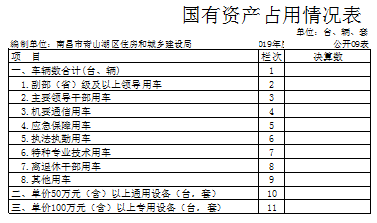 国有资产占用情况表
单位：台、辆、套
编制单位：南昌市青山湖区住房和城乡建设局 019年 公开09表
项 目 栏次 决算数
一、车辆数合计(台、辆) 1
1.副部（省）级及以上领导用车 2
2.主要领导干部用车 3
3.机要通信用车 4
4.应急保障用车 5
5.执法执勤用车 6
6.特种专业技术用车 7
7.离退休干部用车 8
8.其他用车 9
二、单价50万元（含）以上通用设备（台，套） 10
三、单价100万元（含）以上专用设备（台，套） 11